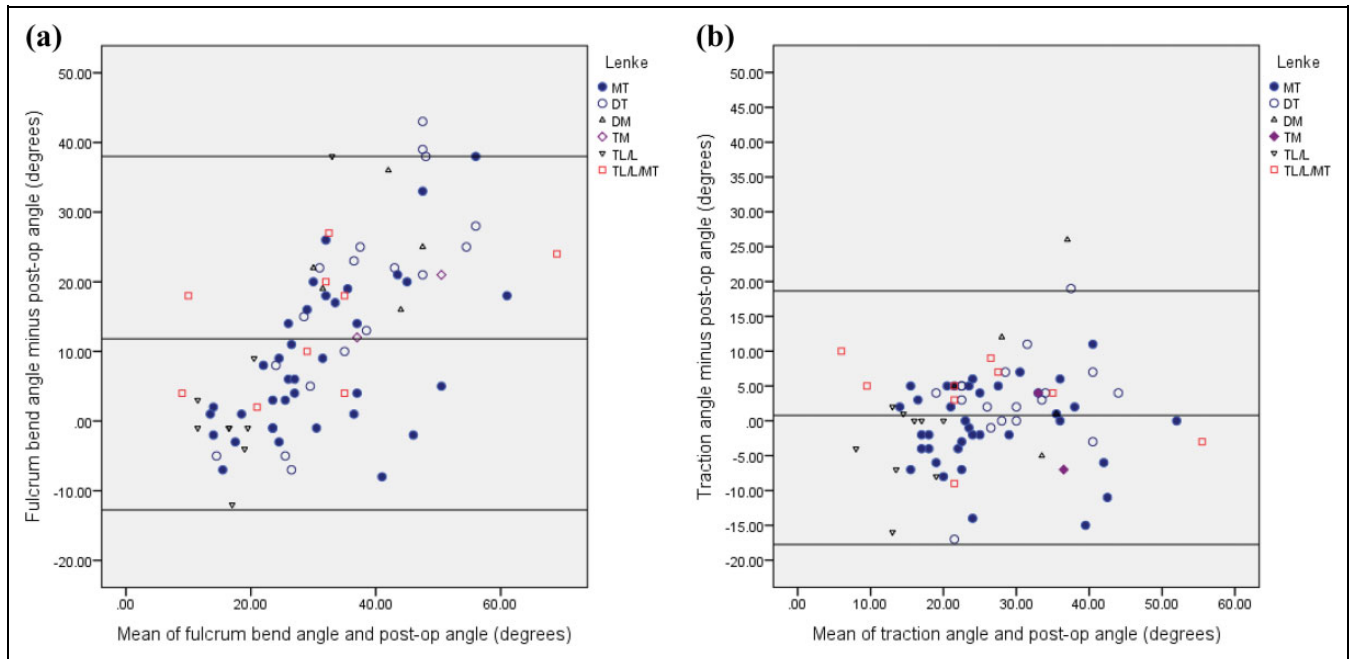 (a)
Fulcrum bend angle minus post-op angle (degrees)
50.00
40.00
30.00
20.00
10.00
.00
-10.00
-20.00
.00 20.00 40.00 60.00
Mean of fulcrum bend angle and post-op angle (degrees)
Lenke
MT
DT
DM
TM
TL/L
TL/L/MT
(b)
Traction angle minus post-op angle (degrees)
50.00
45.00
40.00
35.00
30.00
25.00
20.00
15.00
10.00
5.00
.00
-5.00
-10.00
-15.00
-20.00
.00 10.00 20.00 30.00 40.00 50.00 60.00
Mean of traction angle and post-op angle (degrees)
Lenke
MT
DT
DM
TM
TL/L
TL/L/MT